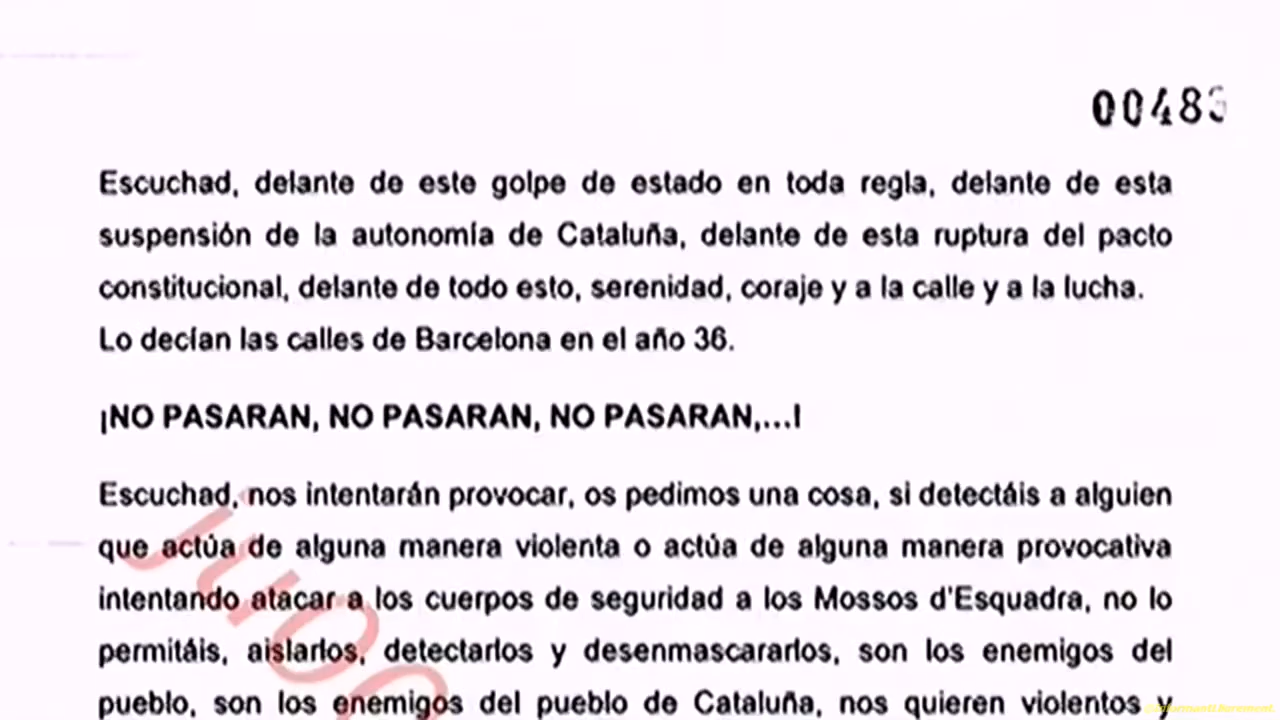 00483
Escuchad, delante de este golpe de estado en toda regla, delante de esta
suspensión de la autonomía de Cataluña, delante de esta ruptura del pacto
constitucional, delante de todo esto, serenidad, coraje y a la calle y a la lucha.
Lo decían las calles de Barcelona en el año 36.
¡NO PASARAN, NO PASARAN, NO PASARAN,...!
Escuchad, nos intentarán provocar, os pedimos una cosa, si detectáis a alguien
que actúa de alguna manera violenta o actúa de alguna manera provocativa
intentando atacar a los cuerpos de seguridad a los Mossos d'Esquadra, no lo
permitáis, aislarlos, detectarlos y desenmascararlos, son los enemigos del
pueblo, son los enemigos del pueblo de Cataluña, nos quieren violentos y